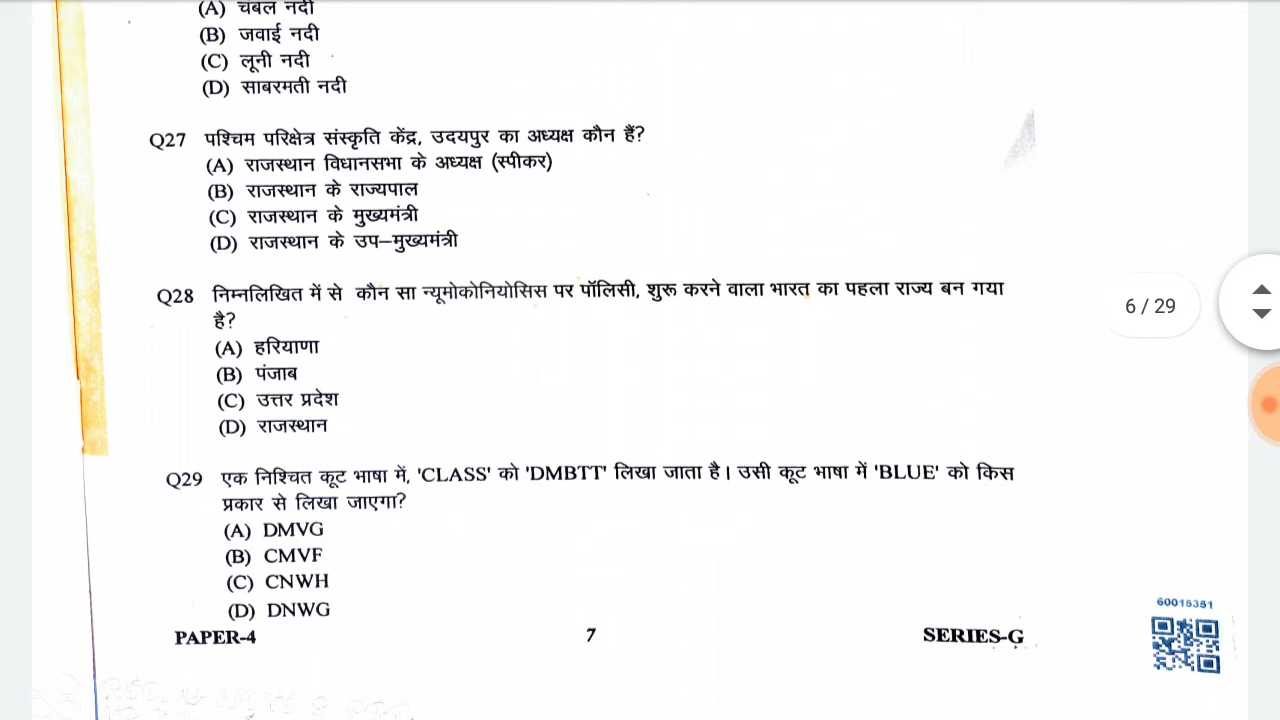 (A) चंबल नदी
(B) जवाई नदी
(C) लूनी नदी
(D) साबरमती नदी
Q27 पश्चिम परिक्षेत्र संस्कृति केंद्र, उदयपुर का अध्यक्ष कौन हैं?
(A) राजस्थान विधानसभा के अध्यक्ष (स्पीकर)
(B) राजस्थान के राज्यपाल
(C) राजस्थान के मुख्यमंत्री
(D) राजस्थान के उप–मुख्यमंत्री
Q28 निम्नलिखित में से कौन सा न्यूमोकोनियोसिस पर पॉलिसी, शुरू करने वाला भारत का पहला राज्य बन गया
है?
(A) हरियाणा
(B) पंजाब
(C) उत्तर प्रदेश
(D) राजस्थान
6 / 29
Q29 एक निश्चित कूट भाषा में, 'CLASS' को 'DMBTT' लिखा जाता है। उसी कूट भाषा में 'BLUE' को किस
प्रकार से लिखा जाएगा?
(A) DMVG
(B) CMVF
(C) CNWH
(D) DNWG
60015351
PAPER-4 7 SERIES-G